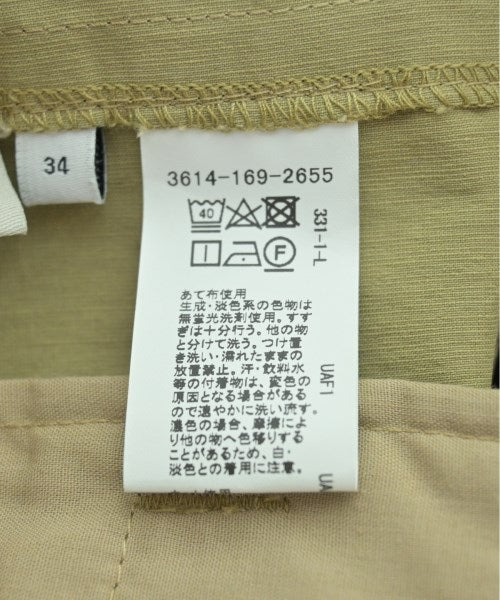 34
3614-169-2655
40
331-1-L
F
あて布使用
生成・淡色系の色物は
無蛍光洗剤使用。すす
ぎは十分行う。他の物
と分けて洗う。つけ置
き洗い・濡れたままの
放置禁止。汗・飲料水
等の付着物は、変色の
原因となる場合がある
ので速やかに洗い流す。
濃色の場合、摩擦によ
り他の物へ色移りする
ことがあるため、白・
淡色との着用に注意。
UAF1
UA